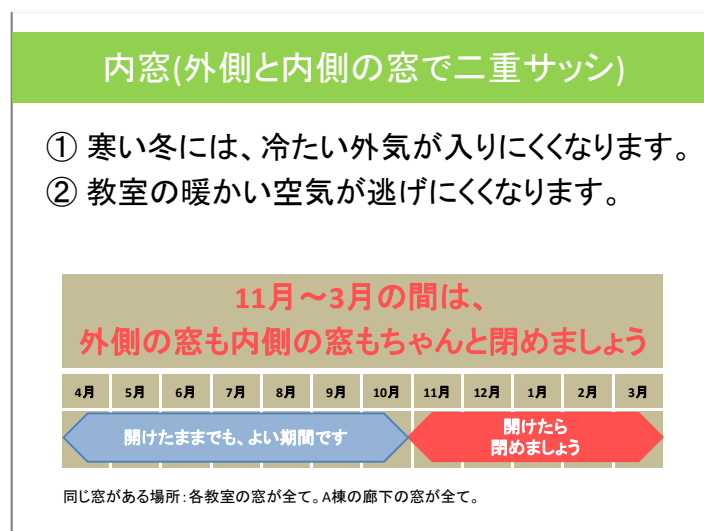 内窓(外側と内側の窓で二重サッシ)
① 寒い冬には、冷たい外気が入りにくくなります。
② 教室の暖かい空気が逃げにくくなります。
11月～3月の間は、
外側の窓も内側の窓もちゃんと閉めましょう
4月 5月 6月 7月 8月 9月 10月 11月 12月 1月 2月 3月
開けたままでも、よい期間です
開けたら
閉めましょう
同じ窓がある場所：各教室の窓が全て。A棟の廊下の窓が全て。